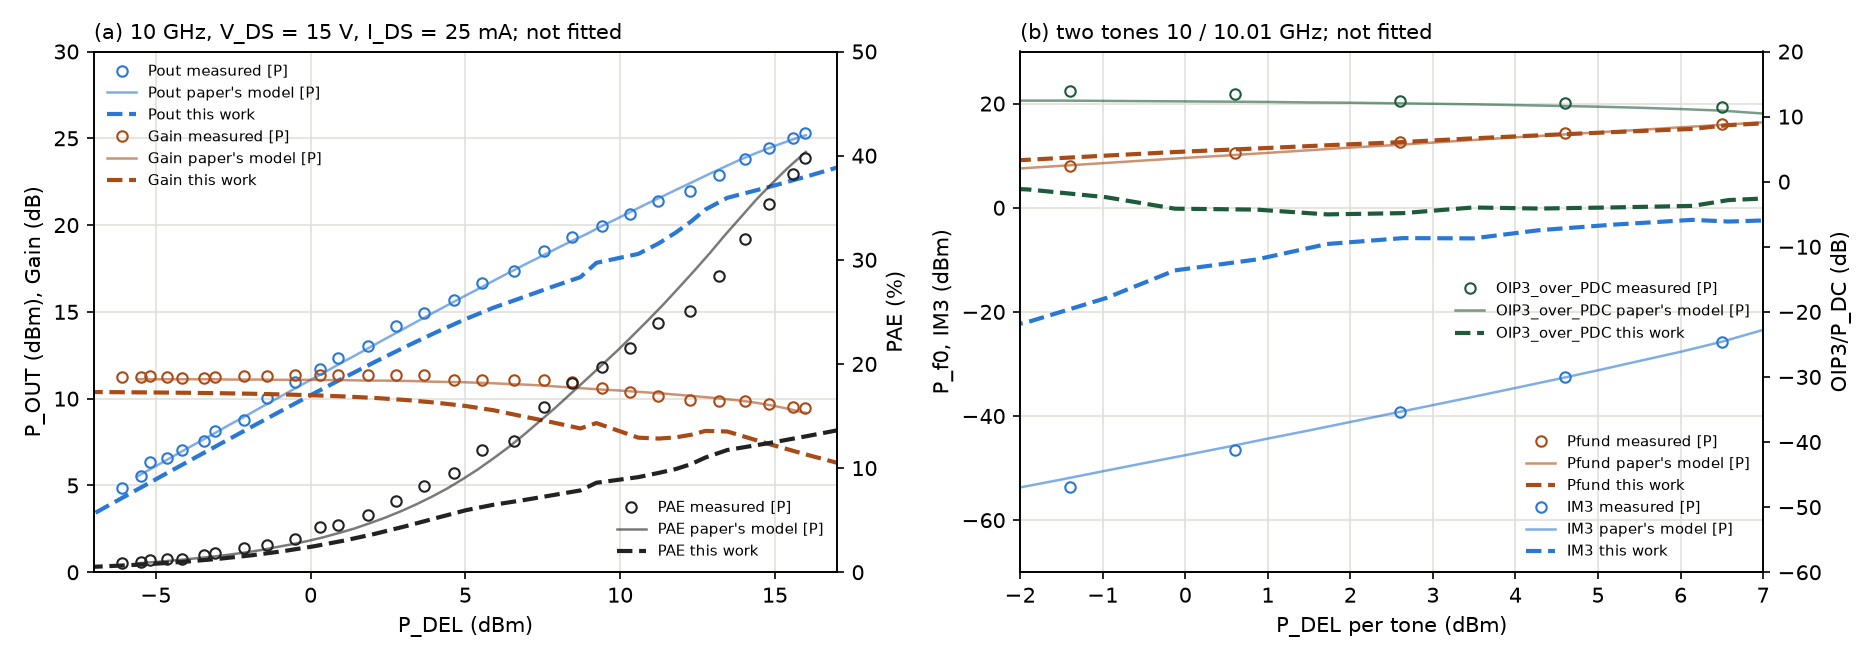 (a) 10 GHz, V_DS = 15 V, I_DS = 25 mA; not fitted
30
25
20
15
10
5
0
P_OUT (dBm), Gain (dB)
Pout measured [P]
Pout paper's model [P]
Pout this work
Gain measured [P]
Gain paper's model [P]
Gain this work
PAE measured [P]
PAE paper's model [P]
PAE this work
50
40
30
20
10
0
PAE (%)
−5
0
5
10
15
P_DEL (dBm)
(b) two tones 10 / 10.01 GHz; not fitted
20
0
−20
−40
−60
P_f0, IM3 (dBm)
OIP3_over_PDC measured [P]
OIP3_over_PDC paper's model [P]
OIP3_over_PDC this work
Pfund measured [P]
Pfund paper's model [P]
Pfund this work
IM3 measured [P]
IM3 paper's model [P]
IM3 this work
20
10
0
−10
−20
−30
−40
−50
−60
OIP3/P_DC (dB)
−2
−1
0
1
2
3
4
5
6
7
P_DEL per tone (dBm)